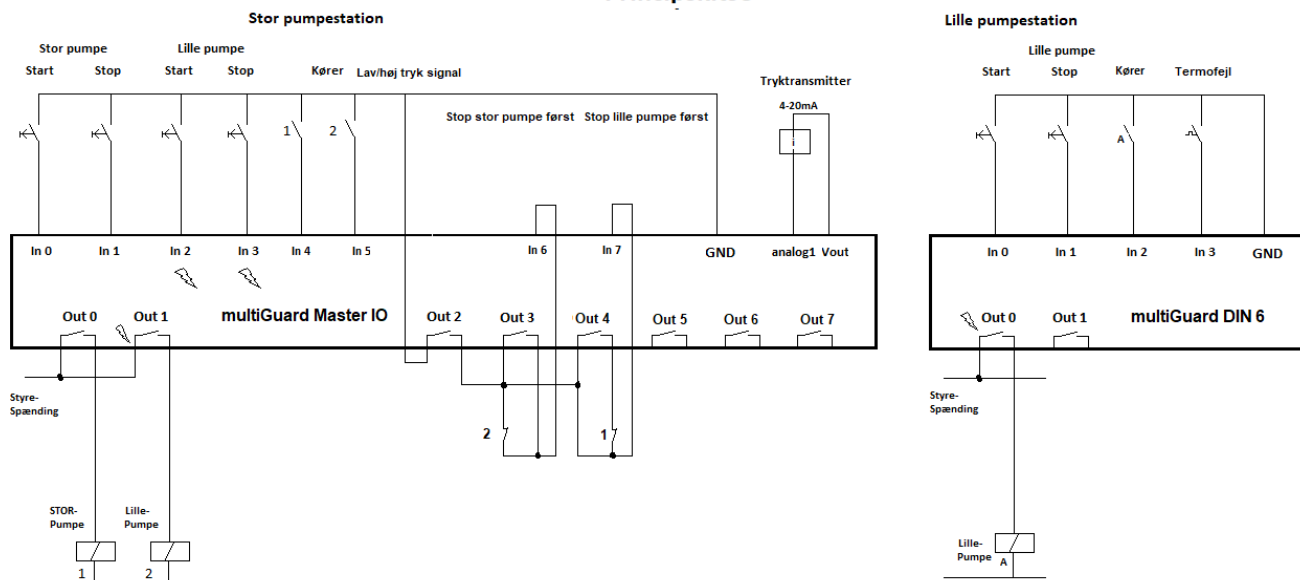 Stor pumpestation
Stor pumpe
Lille pumpe
Start
Stop
Start
Stop
Kører
Lav/høj tryk signal
1
2
Stop stor pumpe først
Stop lille pumpe først
Tryktransmitter
4-20mA
i
In 0
In 1
In 2
In 3
In 4
In 5
In 6
In 7
GND
analog1
Vout
Out 0
Out 1
multiGuard Master IO
Out 2
Out 3
Out 4
Out 5
Out 6
Out 7
Styre-
Spænding
2
1
STOR-
Pumpe
Lille-
Pumpe
1
2
Lille pumpestation
Lille pumpe
Start
Stop
Kører
Termofejl
A
In 0
In 1
In 2
In 3
GND
Out 0
Out 1
multiGuard DIN 6
Styre-
Spænding
Lille-
Pumpe
A